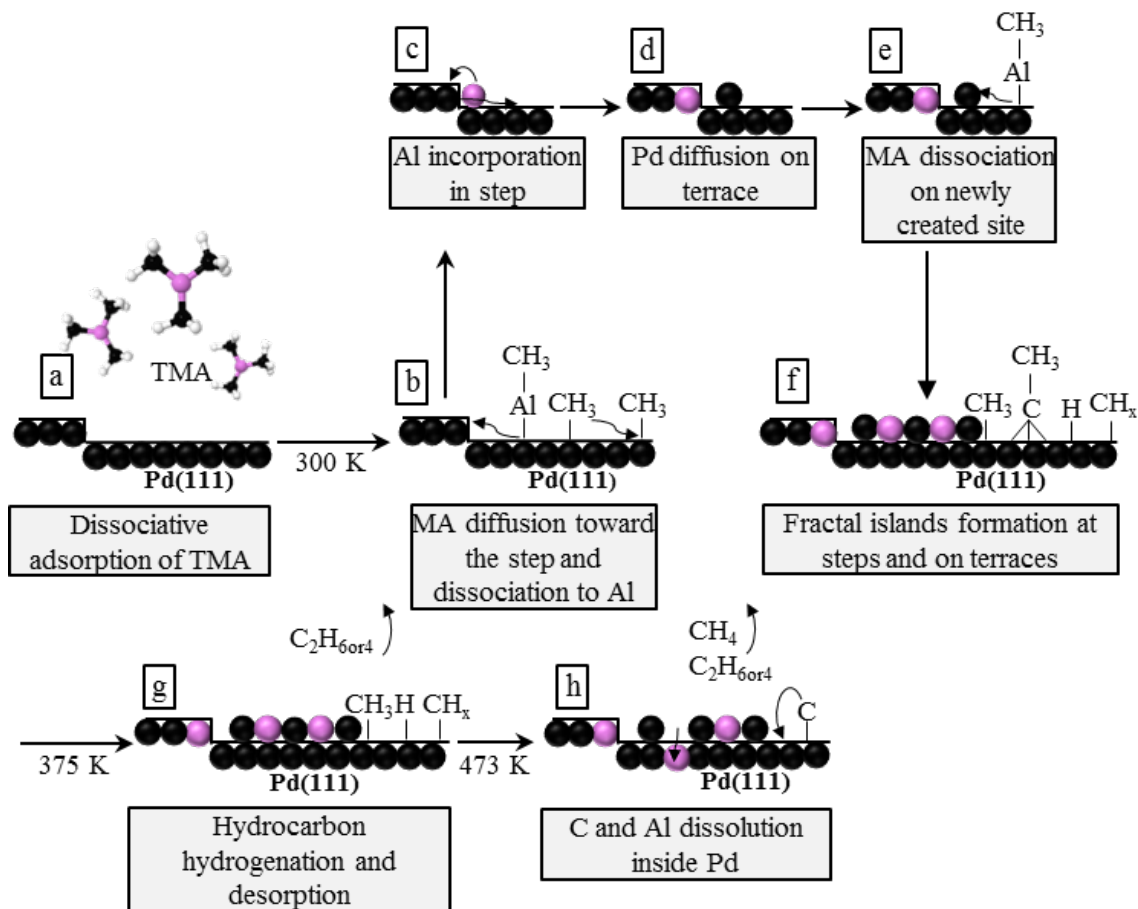 c
Al incorporation
in step
d
Pd diffusion on
terrace
e
CH₃
Al
MA dissociation
on newly
created site
a
TMA
Pd(111)
Dissociative
adsorption of TMA
300 K
b
CH₃
Al CH₃ CH₃
Pd(111)
MA diffusion toward
the step and
dissociation to Al
f
CH₃
CH₃ C H CHₓ
Pd(111)
Fractal islands formation at
steps and on terraces
375 K
g
C₂H₆or₄
CH₃H CHₓ
Pd(111)
Hydrocarbon
hydrogenation and
desorption
473 K
h
CH₄
C₂H₆or₄
C
Pd(111)
C and Al dissolution
inside Pd